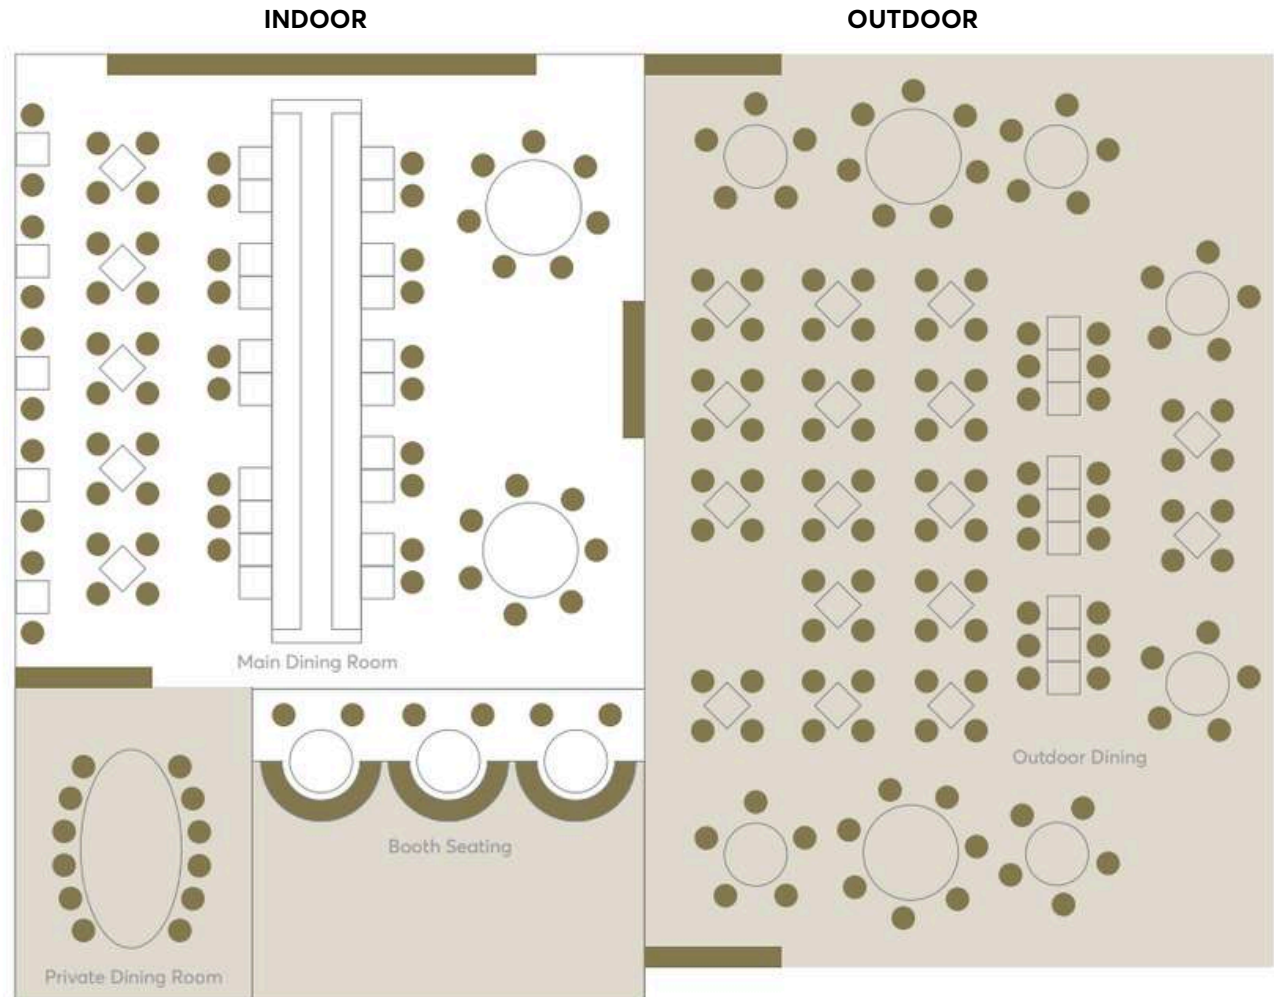 INDOOR
OUTDOOR
Main Dining Room
Outdoor Dining
Booth Seating
Private Dining Room